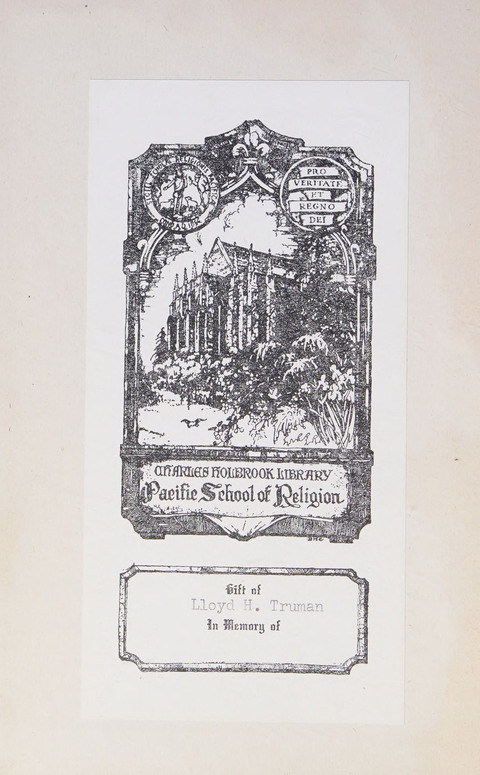 PRO
VERITATE
ET
REGNO
DEI
CHARLES HOLBROOK LIBRARY
Pacific School of Religion
Gift of
Lloyd H. Truman
In Memory of